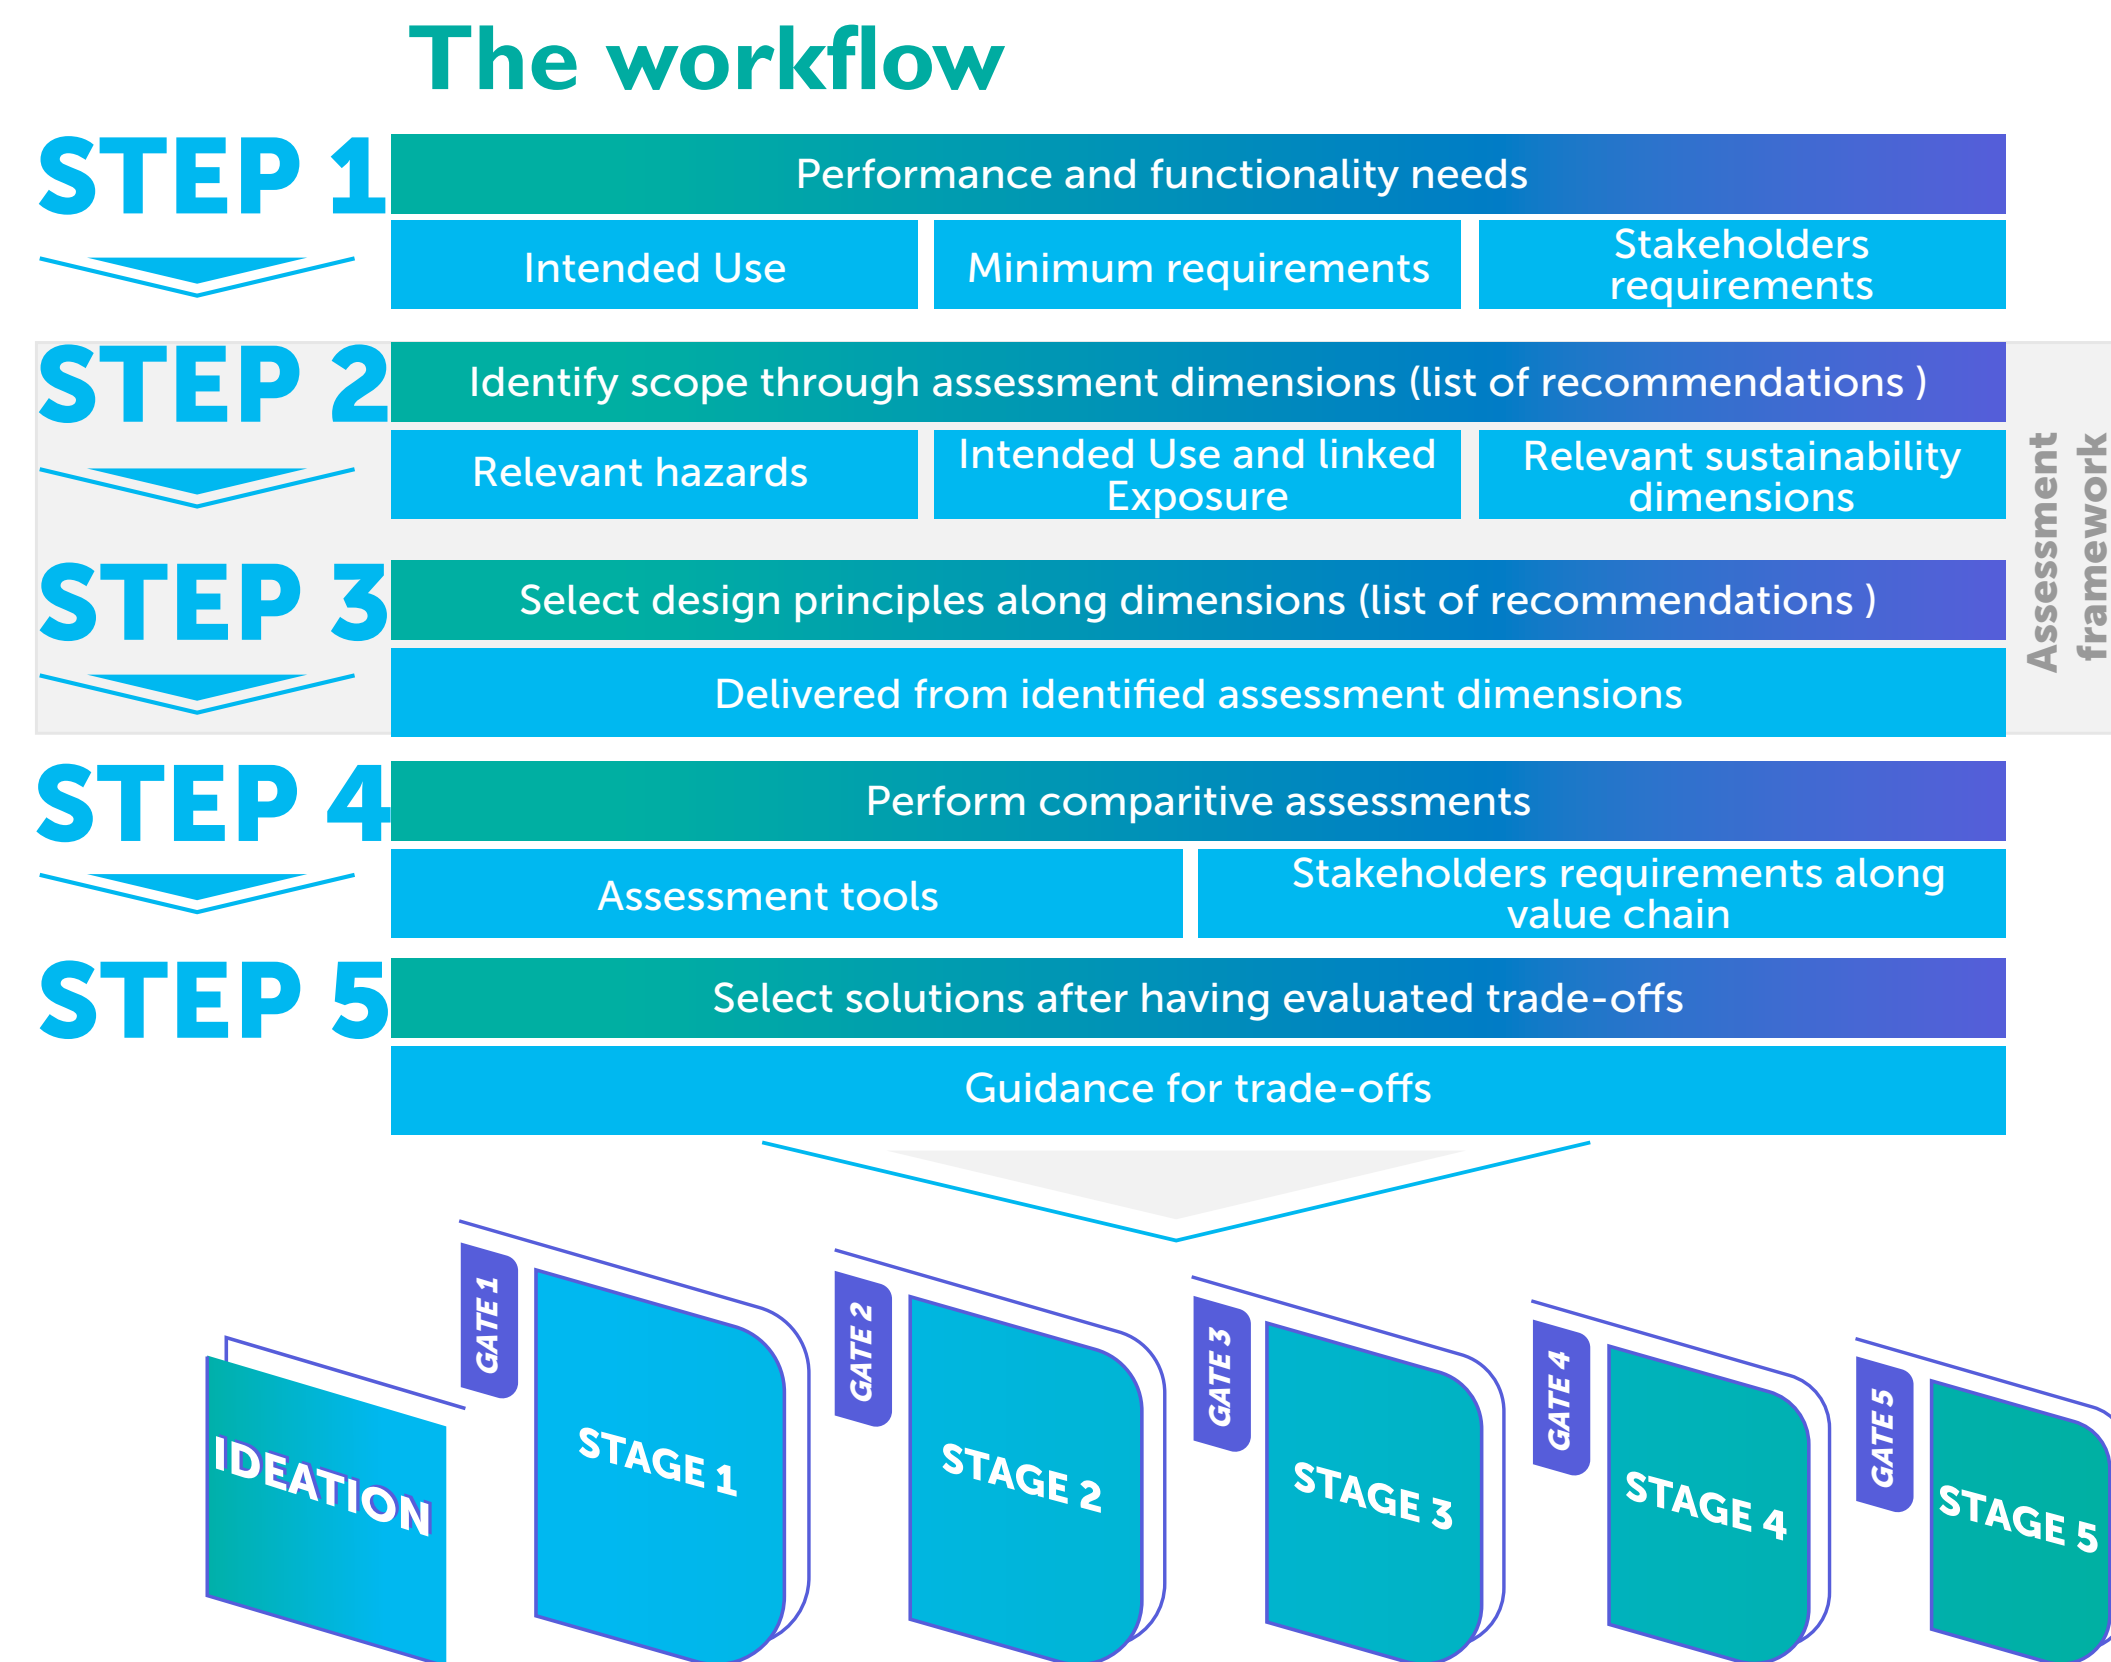 The workflow
STEP 1
Performance and functionality needs
Intended Use
Minimum requirements
Stakeholders
requirements
STEP 2
Identify scope through assessment dimensions (list of recommendations )
Relevant hazards
Intended Use and linked
Exposure
Relevant sustainability
dimensions
STEP 3
Select design principles along dimensions (list of recommendations )
Delivered from identified assessment dimensions
Assessment
framework
STEP 4
Perform comparitive assessments
Assessment tools
Stakeholders requirements along
value chain
STEP 5
Select solutions after having evaluated trade-offs
Guidance for trade-offs
IDEATION
GATE 1
STAGE 1
GATE 2
STAGE 2
GATE 3
STAGE 3
GATE 4
STAGE 4
GATE 5
STAGE 5